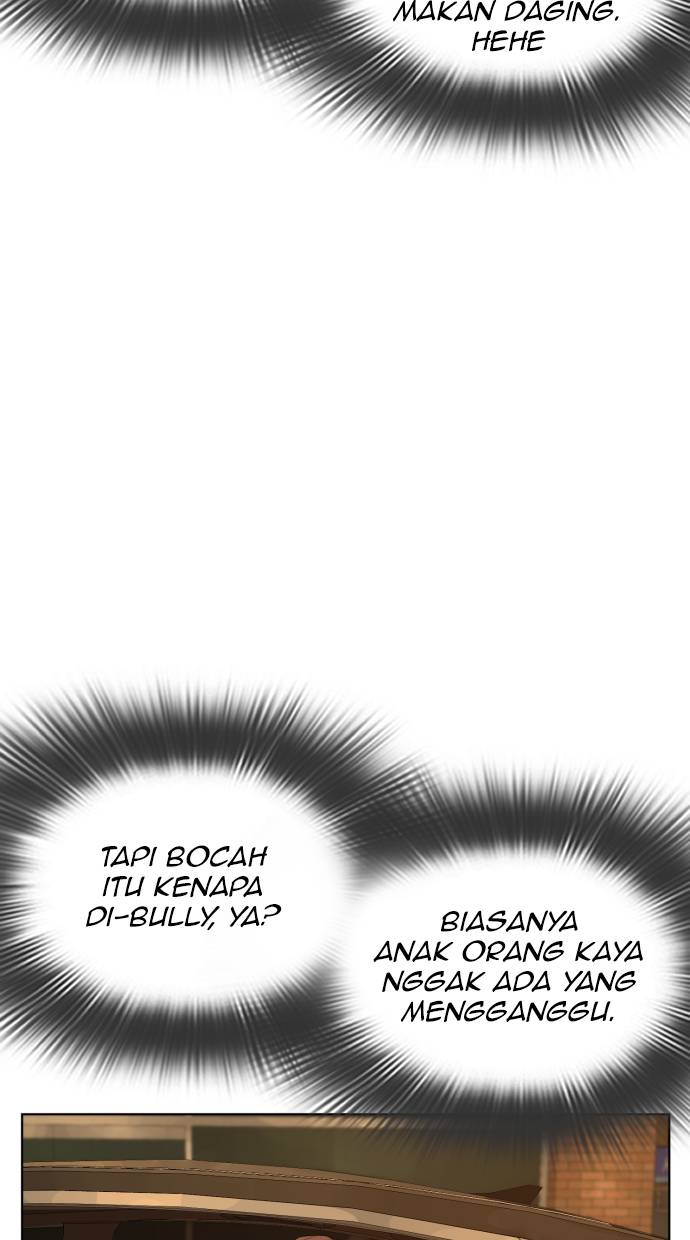 MAKAN DAGING.
HEHE
TAPI BOCAH
ITU KENAPA
DI-BULLY, YA?
BIASANYA
ANAK ORANG KAYA
NGGAK ADA YANG
MENGGANGGU.